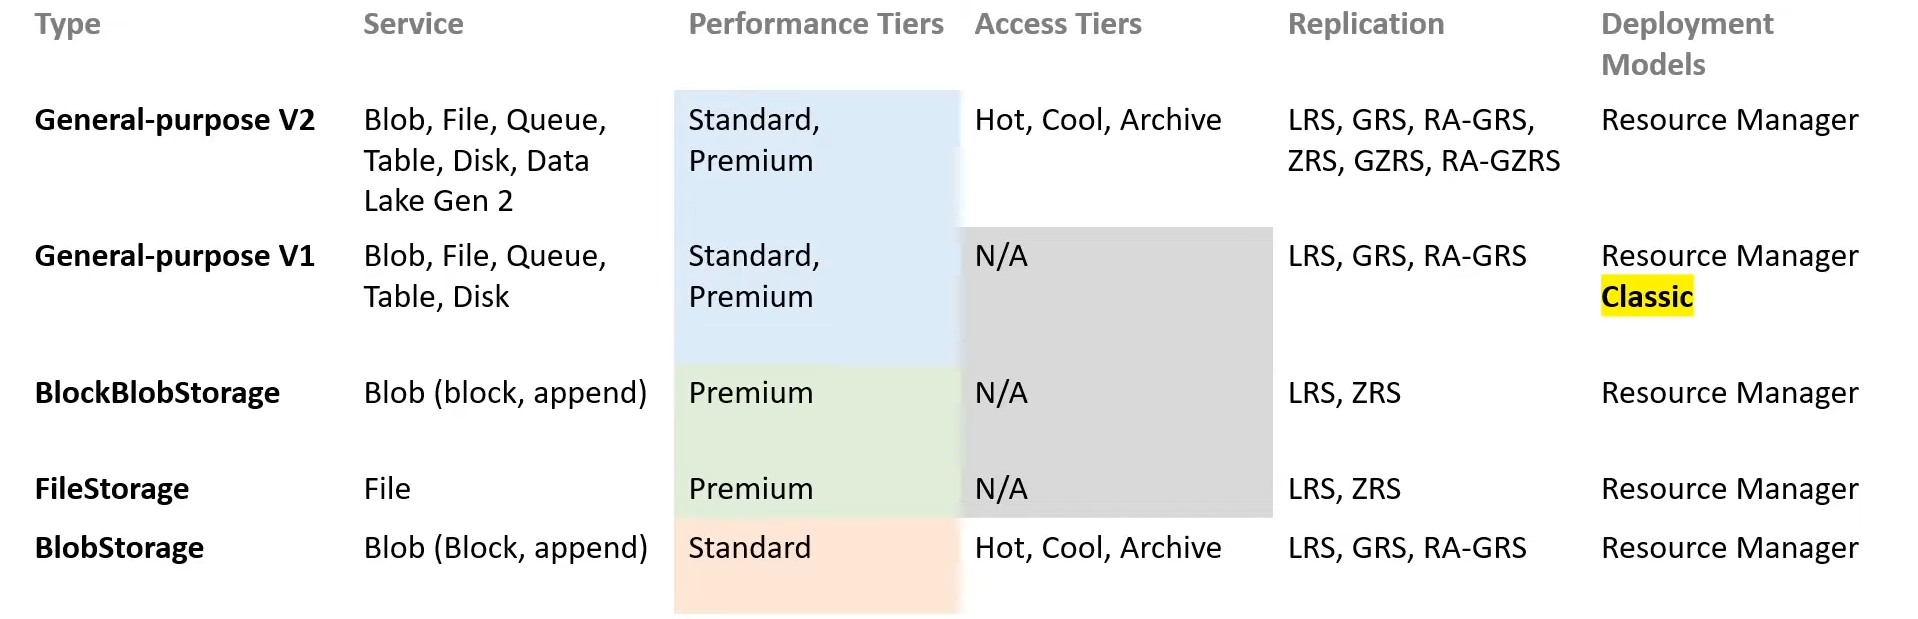 Type Service Performance Tiers Access Tiers Replication Deployment
Models
General-purpose V2 Blob, File, Queue, Standard, Hot, Cool, Archive LRS, GRS, RA-GRS, Resource Manager
Table, Disk, Data Premium ZRS, GZRS, RA-GZRS
Lake Gen 2
General-purpose V1 Blob, File, Queue, Standard, N/A LRS, GRS, RA-GRS Resource Manager
Table, Disk Premium Classic
BlockBlobStorage Blob (block, append) Premium N/A LRS, ZRS Resource Manager
FileStorage File Premium N/A LRS, ZRS Resource Manager
BlobStorage Blob (Block, append) Standard Hot, Cool, Archive LRS, GRS, RA-GRS Resource Manager